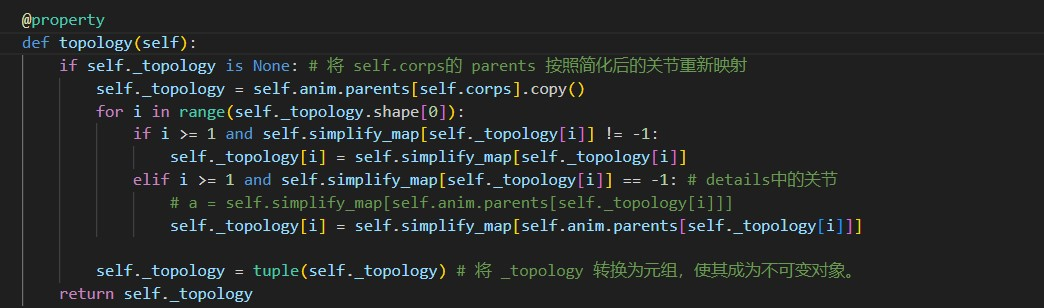 @property
def topology(self):
    if self._topology is None: # 将 self.corps的 parents 按照简化后的关节重新映射
        self._topology = self.anim.parents[self.corps].copy()
        for i in range(self._topology.shape[0]):
            if i >= 1 and self.simplify_map[self._topology[i]] != -1:
                self._topology[i] = self.simplify_map[self._topology[i]]
            elif i >= 1 and self.simplify_map[self._topology[i]] == -1: # details中的关节
                # a = self.simplify_map[self.anim.parents[self._topology[i]]]
                self._topology[i] = self.simplify_map[self.anim.parents[self._topology[i]]]
        self._topology = tuple(self._topology) # 将 _topology 转换为元组，使其成为不可变对象。
    return self._topology